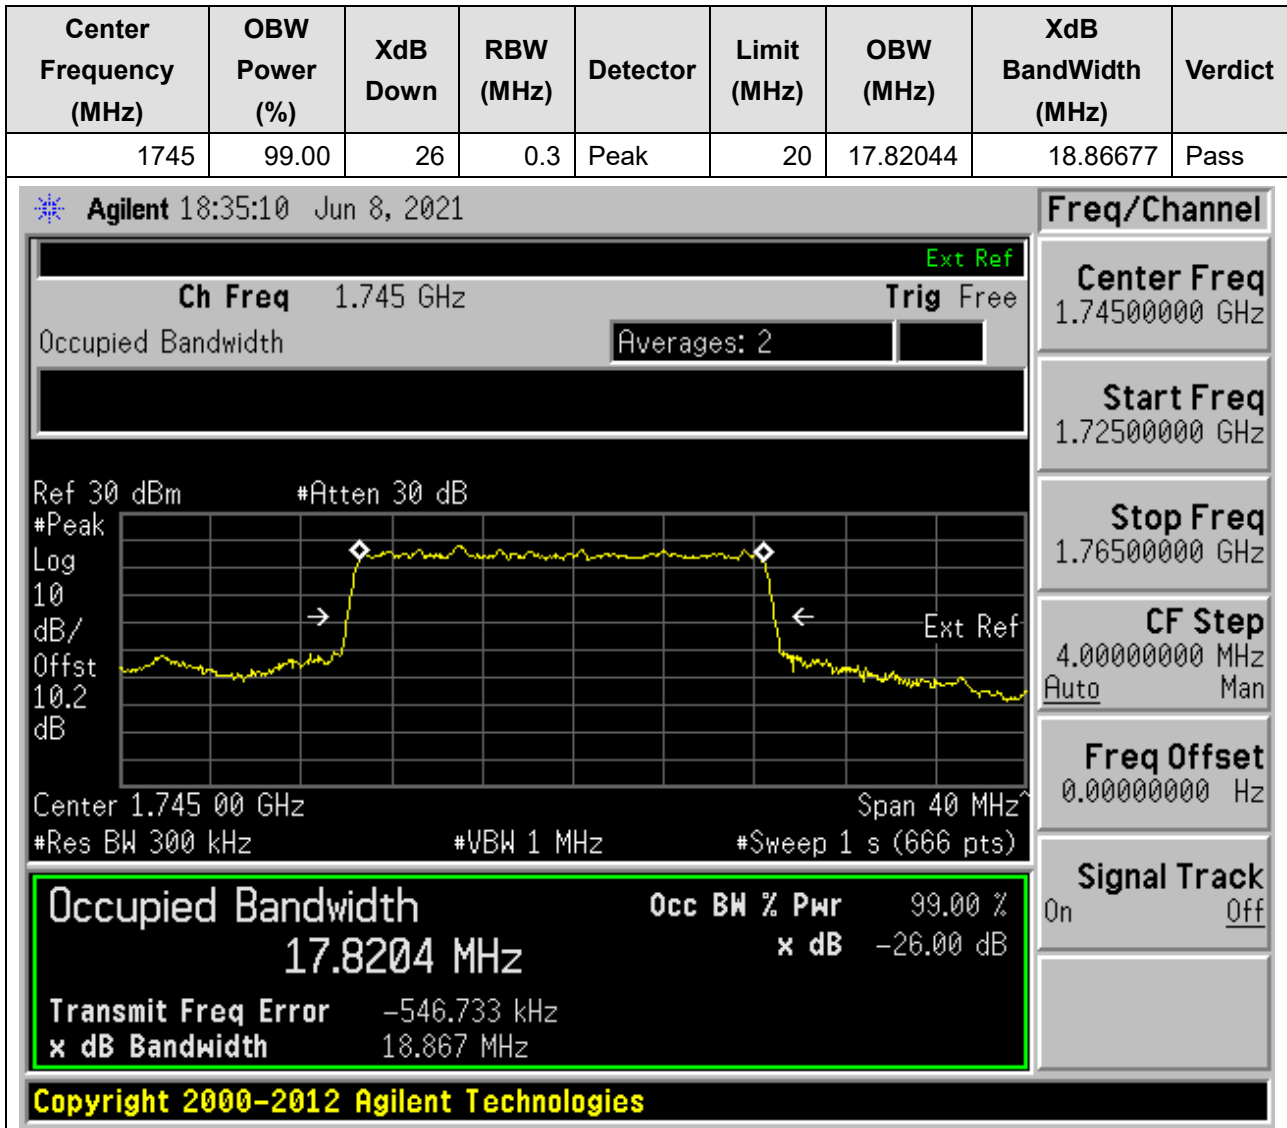 Center Frequency (MHz) OBW Power (%) XdB Down RBW (MHz) Detector Limit (MHz) OBW (MHz) XdB BandWidth (MHz) Verdict
1745 99.00 26 0.3 Peak 20 17.82044 18.86677 Pass
Agilent 18:35:10 Jun 8, 2021
Freq/Channel
Ext Ref
Ch Freq 1.745 GHz Trig Free
Occupied Bandwidth Averages: 2
Center Freq
1.74500000 GHz
Start Freq
1.72500000 GHz
Stop Freq
1.76500000 GHz
CF Step
4.00000000 MHz
Auto Man
Freq Offset
0.00000000 Hz
Signal Track
On Off
Ref 30 dBm #Atten 30 dB
#Peak
Log
10
dB/
Offst
10.2
dB
Ext Ref
Center 1.745 00 GHz Span 40 MHz^
#Res BW 300 kHz #VBW 1 MHz #Sweep 1 s (666 pts)
Occupied Bandwidth
17.8204 MHz
Occ BW % Pwr 99.00 %
x dB -26.00 dB
Transmit Freq Error -546.733 kHz
x dB Bandwidth 18.867 MHz
Copyright 2000-2012 Agilent Technologies